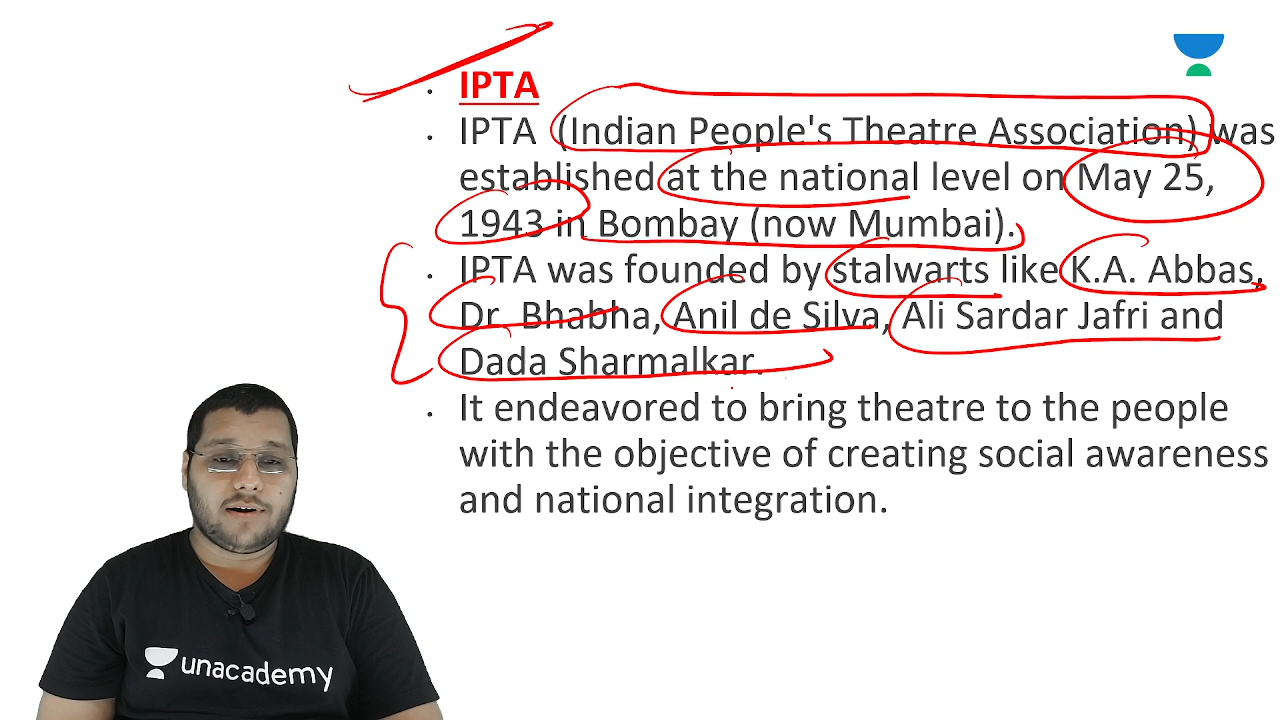 IPTA
IPTA (Indian People's Theatre Association) was
established at the national level on May 25,
1943 in Bombay (now Mumbai).
IPTA was founded by stalwarts like K.A. Abbas,
Dr. Bhabha, Anil de Silva, Ali Sardar Jafri and
Dada Sharmalkar.
It endeavored to bring theatre to the people
with the objective of creating social awareness
and national integration.
unacademy